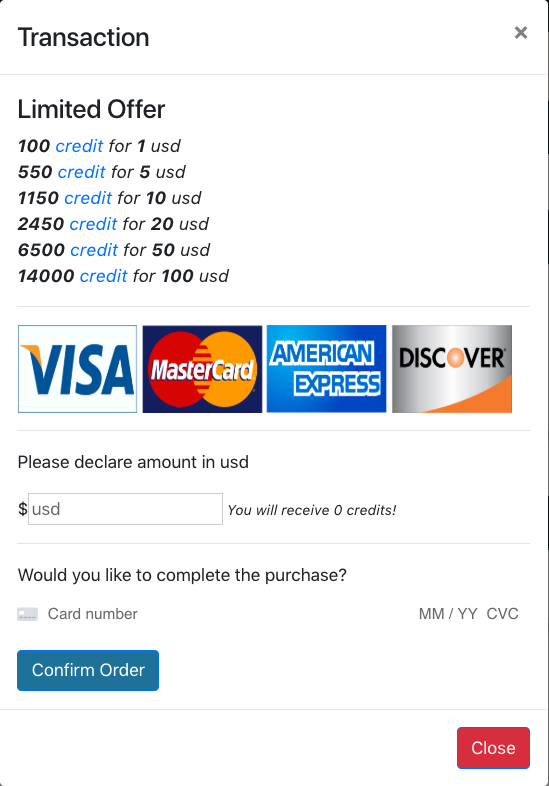 Transaction
×
Limited Offer
100 credit for 1 usd
550 credit for 5 usd
1150 credit for 10 usd
2450 credit for 20 usd
6500 credit for 50 usd
14000 credit for 100 usd
VISA MasterCard AMERICAN EXPRESS DISCOVER
Please declare amount in usd
$ usd You will receive 0 credits!
Would you like to complete the purchase?
Card number MM / YY CVC
Confirm Order
Close